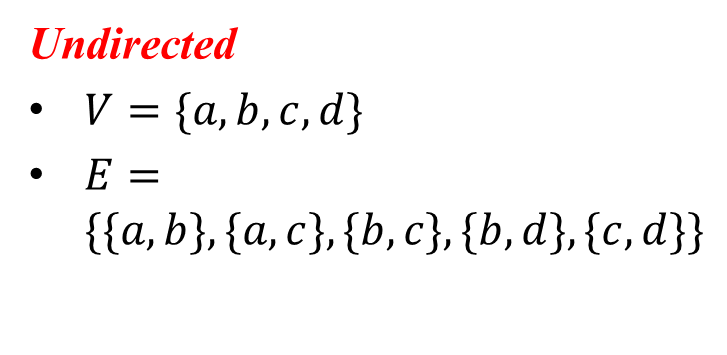 Undirected
• V = {a, b, c, d}
• E =
{{a, b}, {a, c}, {b, c}, {b, d}, {c, d}}